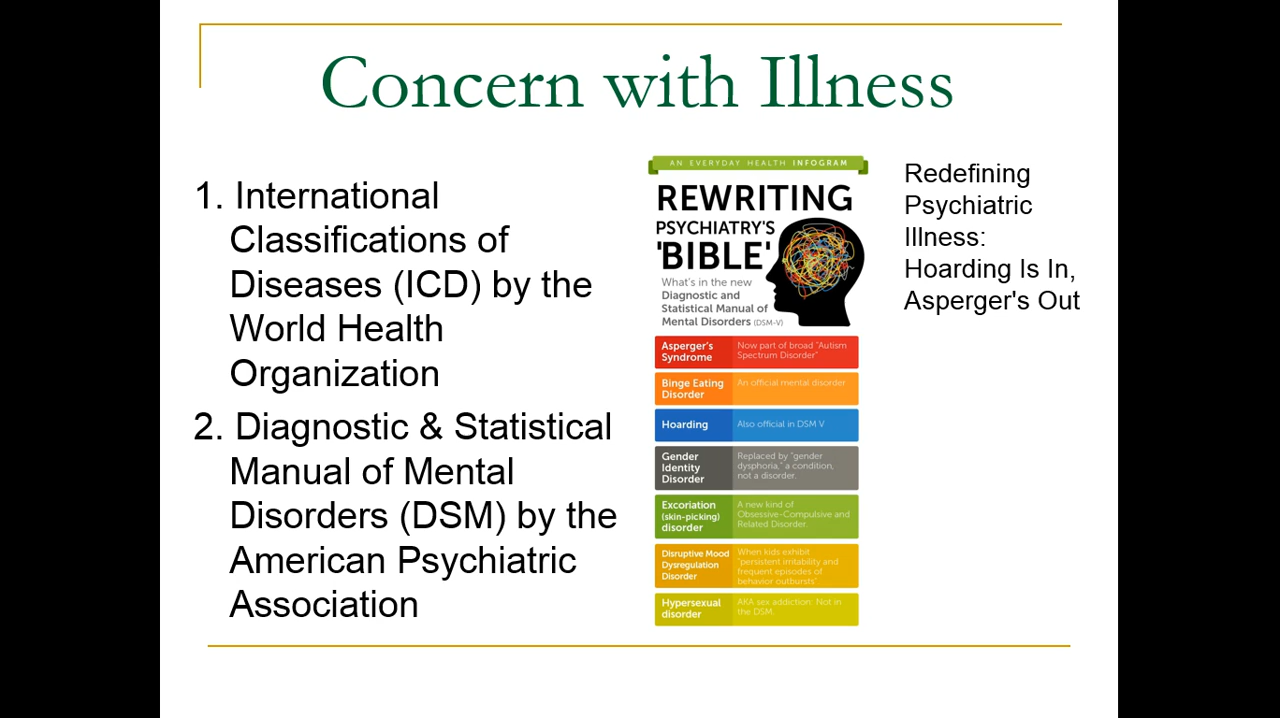 Concern with Illness
1. International
Classifications of
Diseases (ICD) by the
World Health
Organization
2. Diagnostic & Statistical
Manual of Mental
Disorders (DSM) by the
American Psychiatric
Association
AN EVERYDAY HEALTH INFOGRAM
REWRITING
PSYCHIATRY'S
'BIBLE'
What's in the new
Diagnostic and
Statistical Manual of
Mental Disorders (DSM-V)
Asperger's
Syndrome
Now part of broad "Autism
Spectrum Disorder"
Binge Eating
Disorder
An official mental disorder
Hoarding
Also official in DSM V
Gender
Identity
Disorder
Replaced by "gender
dysphoria," a condition,
not a disorder.
Excoriation
(skin-picking)
disorder
A new kind of
Obsessive-Compulsive and
Related Disorder.
Disruptive Mood
Dysregulation
Disorder
When kids exhibit
"persistent irritability and
frequent episodes of
behavior outbursts".
Hypersexual
disorder
AKA sex addiction: Not in
the DSM.
Redefining
Psychiatric
Illness:
Hoarding Is In,
Asperger's Out